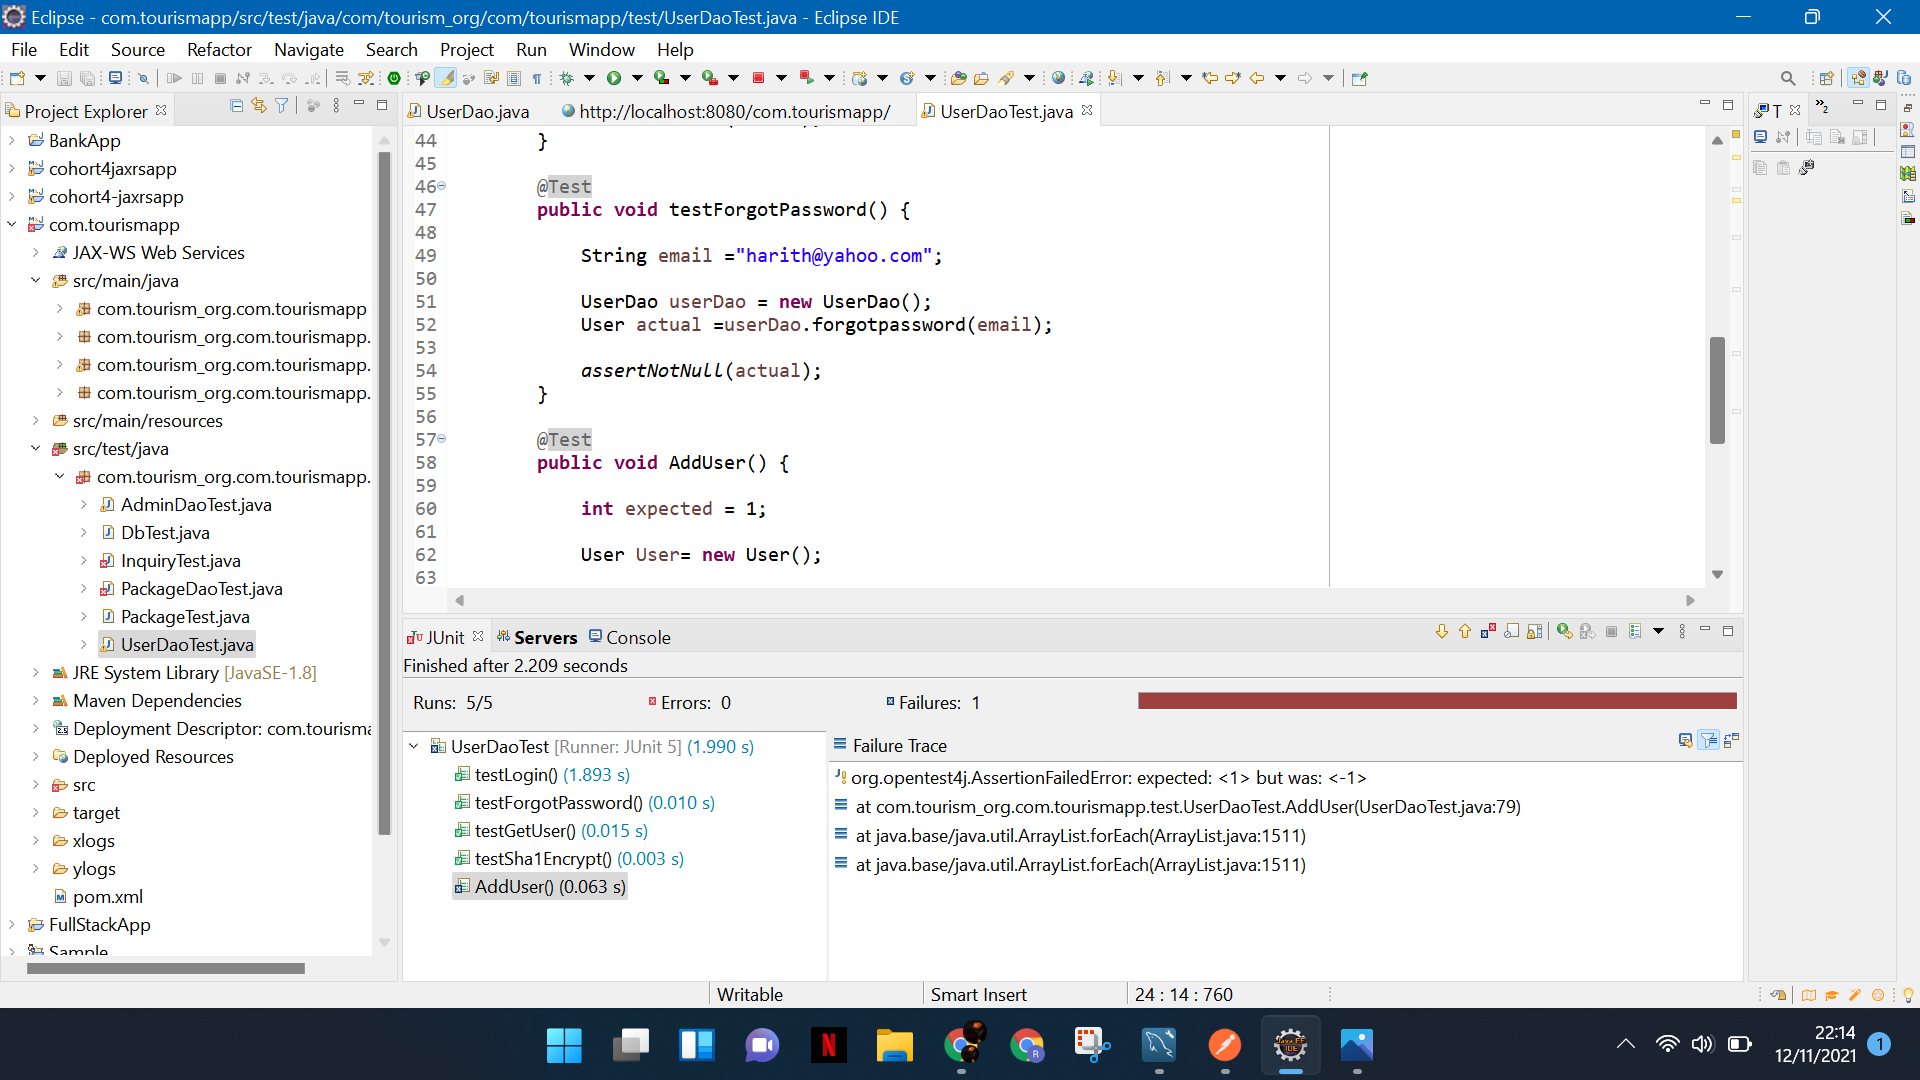 Eclipse - com.tourismapp/src/test/java/com/tourism_org/com/tourismapp/test/UserDaoTest.java - Eclipse IDE
File Edit Source Refactor Navigate Search Project Run Window Help
Project Explorer
BankApp
cohort4jaxrsapp
cohort4-jaxrsapp
com.tourismapp
JAX-WS Web Services
src/main/java
com.tourism_org.com.tourismapp
com.tourism_org.com.tourismapp.
com.tourism_org.com.tourismapp.
com.tourism_org.com.tourismapp.
src/main/resources
src/test/java
com.tourism_org.com.tourismapp.
AdminDaoTest.java
DbTest.java
InquiryTest.java
PackageDaoTest.java
PackageTest.java
UserDaoTest.java
JRE System Library [JavaSE-1.8]
Maven Dependencies
Deployment Descriptor: com.tourisma
Deployed Resources
src
target
xlogs
ylogs
pom.xml
FullStackApp
Sample
UserDao.java http://localhost:8080/com.tourismapp/ UserDaoTest.java
44 }
45
46 @Test
47 public void testForgotPassword() {
48
49 String email ="harith@yahoo.com";
50
51 UserDao userDao = new UserDao();
52 User actual =userDao.forgotpassword(email);
53
54 assertNotNull(actual);
55 }
56
57 @Test
58 public void AddUser() {
59
60 int expected = 1;
61
62 User User= new User();
63
T
»2
JUnit Servers Console
Finished after 2.209 seconds
Runs: 5/5 Errors: 0 Failures: 1
UserDaoTest [Runner: JUnit 5] (1.990 s)
testLogin() (1.893 s)
testForgotPassword() (0.010 s)
testGetUser() (0.015 s)
testSha1Encrypt() (0.003 s)
AddUser() (0.063 s)
Failure Trace
org.opentest4j.AssertionFailedError: expected: <1> but was: <-1>
at com.tourism_org.com.tourismapp.test.UserDaoTest.AddUser(UserDaoTest.java:79)
at java.base/java.util.ArrayList.forEach(ArrayList.java:1511)
at java.base/java.util.ArrayList.forEach(ArrayList.java:1511)
Writable Smart Insert 24 : 14 : 760
N
R
Java EE
IDE
22:14
12/11/2021
1